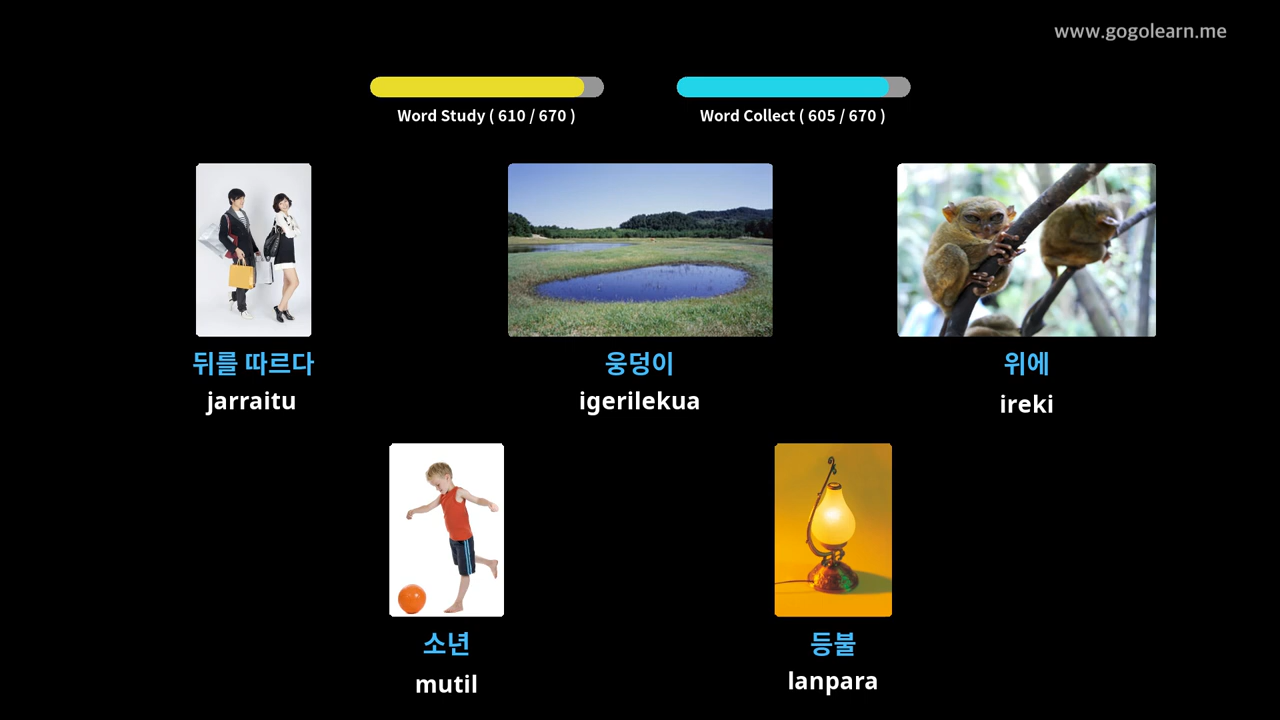 www.gogolearn.me
Word Study ( 610 / 670 )
Word Collect ( 605 / 670 )
뒤를 따르다
jarraitu
웅덩이
igerilekua
위에
ireki
소년
mutil
등불
lanpara